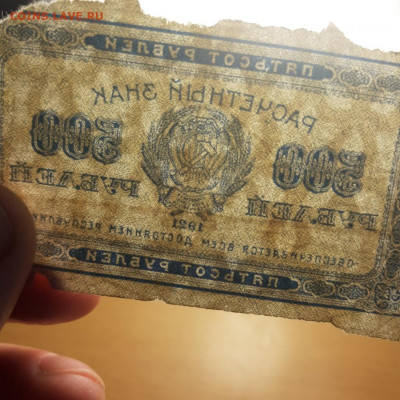 ПЯТЬСОТ РУБЛЕЙ
РАСЧЕТНЫЙ ЗНАК
500 500
РУБЛЕЙ РУБЛЕЙ
1921
ОБЕСПЕЧИВАЕТСЯ ВСЕМ ДОСТОЯНИЕМ РЕСПУБЛИКИ
ПЯТЬСОТ РУБЛЕЙ